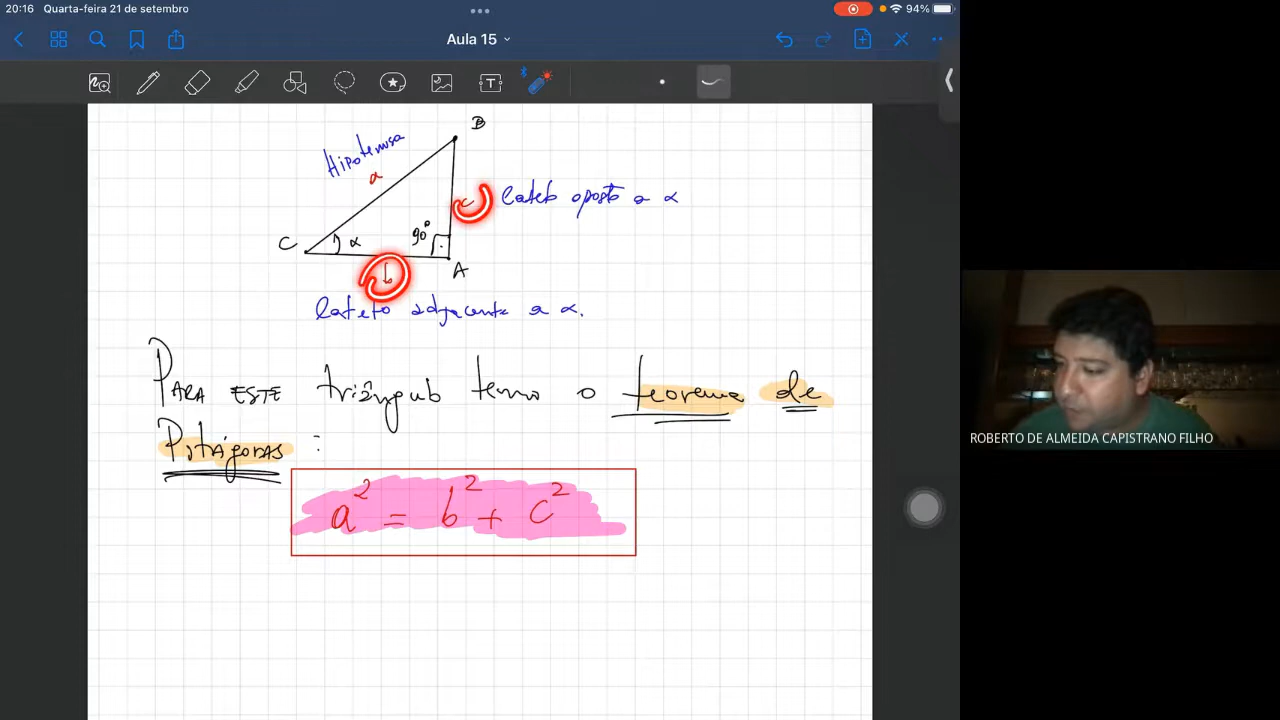 20:16 Quarta-feira 21 de setembro
94%
Aula 15
B
Hipotenusa
a
c
cateto oposto a α
C
α
90°
b
A
cateto adjacente a α.
PARA ESTE triângulo temos o teorema de
PITÁGORAS :
a² = b² + c²
ROBERTO DE ALMEIDA CAPISTRANO FILHO